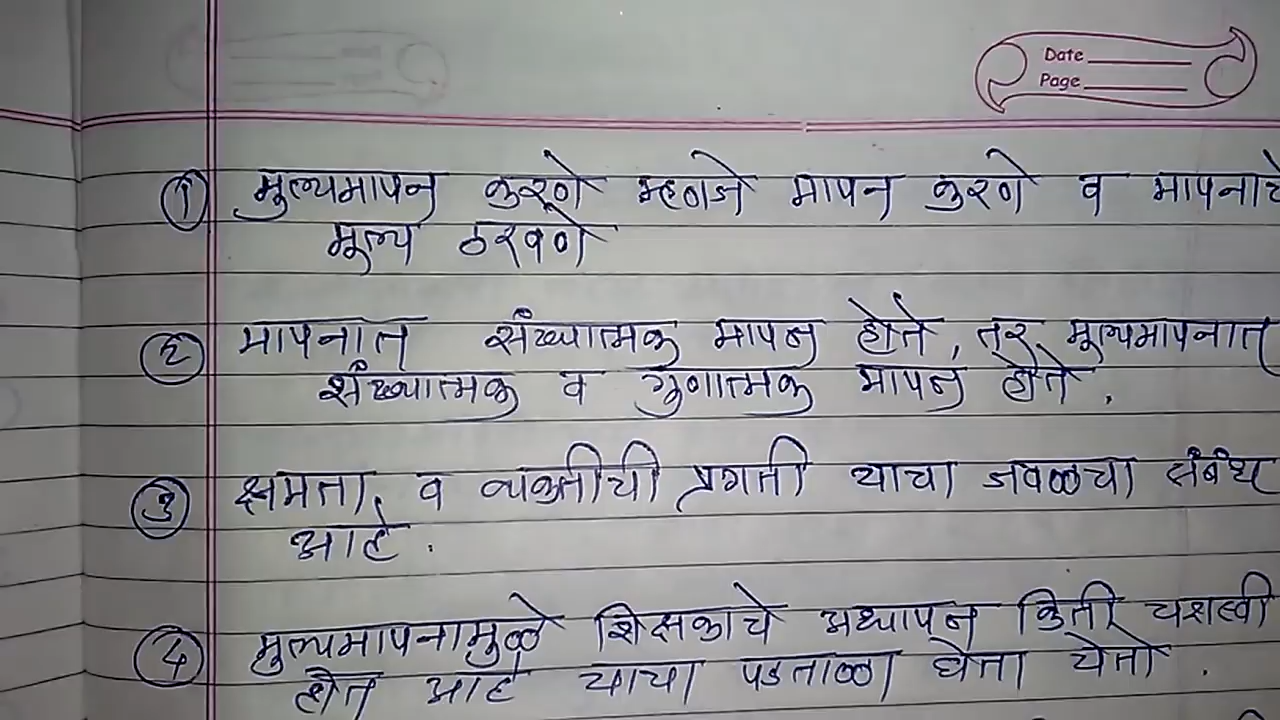 Date
Page
① मुल्यमापन करणे म्हणजे मापन करणे व मापनाचे
मूल्य ठरवणे
② मापनात संख्यात्मक मापन होते, तर मूल्यमापनात
संख्यात्मक व गुणात्मक मापन होते.
③ क्षमता, व व्यक्तीची प्रगती याचा जवळचा संबंध
आहे.
④ मुल्यमापनामुळे शिक्षकाचे अध्यापन किती यशस्वी
होत आहे याचा पडताळा घेता येतो.